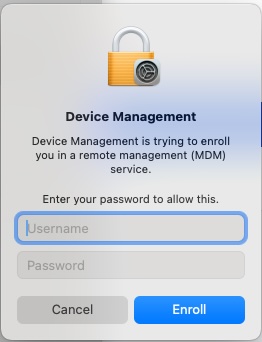 Device Management
Device Management is trying to enroll
you in a remote management (MDM)
service.
Enter your password to allow this.
Username
Password
Cancel
Enroll